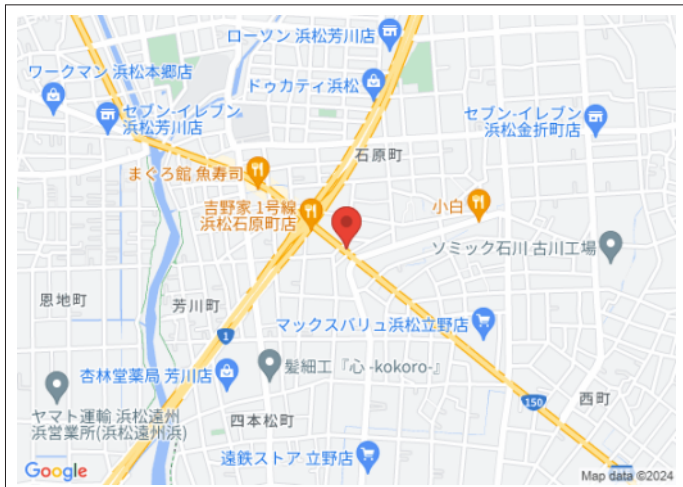 ローソン 浜松芳川店
ワークマン 浜松本郷店
ドゥカティ浜松
セブン-イレブン
浜松芳川店
セブン-イレブン
浜松金折町店
石原町
まぐろ館 魚寿司
吉野家 1号線
浜松石原町店
小白
ソミック石川 古川工場
恩地町
芳川町
マックスバリュ浜松立野店
1
杏林堂薬局 芳川店
髪細工『心 -kokoro-』
150
西町
ヤマト運輸 浜松遠州
浜営業所(浜松遠州浜)
四本松町
遠鉄ストア 立野店
Google
Map data ©2024